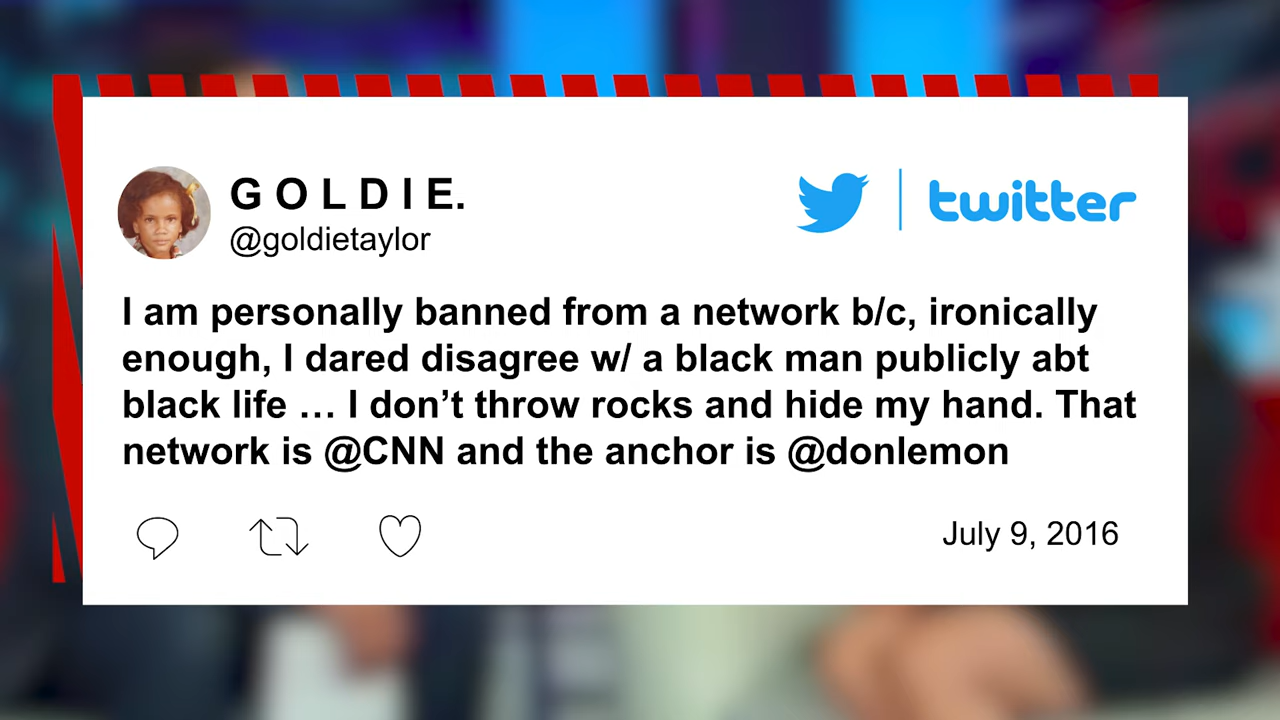 G O L D I E.
@goldietaylor
twitter
I am personally banned from a network b/c, ironically
enough, I dared disagree w/ a black man publicly abt
black life … I don’t throw rocks and hide my hand. That
network is @CNN and the anchor is @donlemon
July 9, 2016